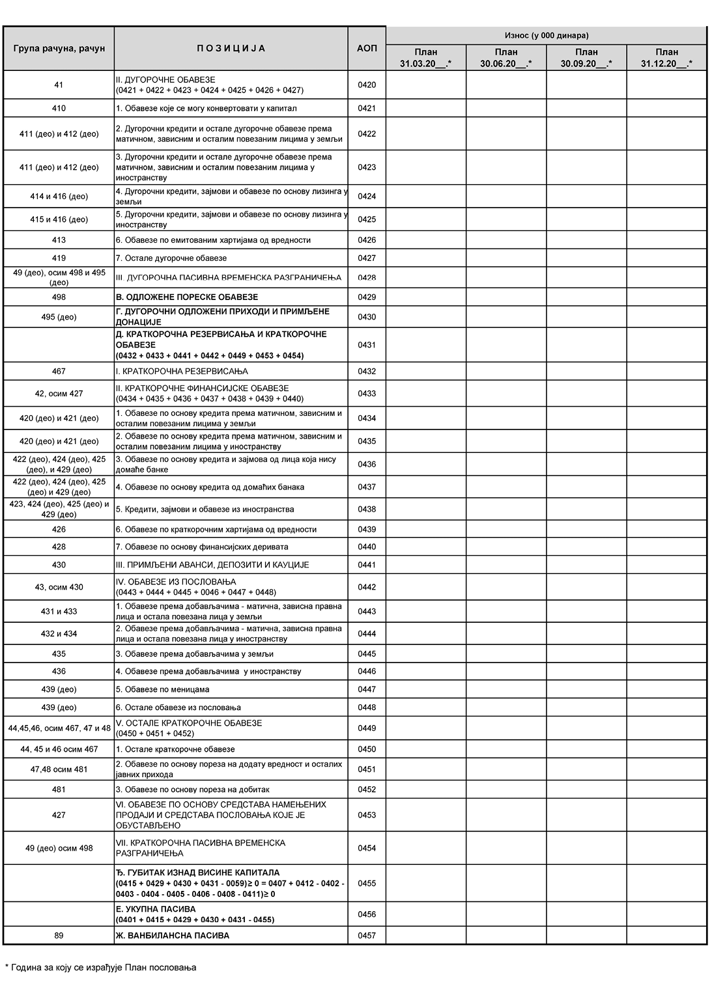 Група рачуна, рачун
П О З И Ц И Ј А
АОП
Износ (у 000 динара)
План
31.03.20__.*
План
30.06.20__.*
План
30.09.20__.*
План
31.12.20__.*
41
II. ДУГОРОЧНЕ ОБАВЕЗЕ
(0421 + 0422 + 0423 + 0424 + 0425 + 0426 + 0427)
0420
410
1. Обавезе које се могу конвертовати у капитал
0421
411 (део) и 412 (део)
2. Дугорочни кредити и остале дугорочне обавезе према
матичном, зависним и осталим повезаним лицима у земљи
0422
411 (део) и 412 (део)
3. Дугорочни кредити и остале дугорочне обавезе према
матичном, зависним и осталим повезаним лицима у
иностранству
0423
414 и 416 (део)
4. Дугорочни кредити, зајмови и обавезе по основу лизинга у
земљи
0424
415 и 416 (део)
5. Дугорочни кредити, зајмови и обавезе по основу лизинга у
иностранству
0425
413
6. Обавезе по емитованим хартијама од вредности
0426
419
7. Остале дугорочне обавезе
0427
49 (део), осим 498 и 495
(део)
III. ДУГОРОЧНА ПАСИВНА ВРЕМЕНСКА РАЗГРАНИЧЕЊА
0428
498
В. ОДЛОЖЕНЕ ПОРЕСКЕ ОБАВЕЗЕ
0429
495 (део)
Г. ДУГОРОЧНИ ОДЛОЖЕНИ ПРИХОДИ И ПРИМЉЕНЕ
ДОНАЦИЈЕ
0430
Д. КРАТКОРОЧНА РЕЗЕРВИСАЊА И КРАТКОРОЧНЕ
ОБАВЕЗЕ
(0432 + 0433 + 0441 + 0442 + 0449 + 0453 + 0454)
0431
467
I. КРАТКОРОЧНА РЕЗЕРВИСАЊА
0432
42, осим 427
II. КРАТКОРОЧНЕ ФИНАНСИЈСКЕ ОБАВЕЗЕ
(0434 + 0435 + 0436 + 0437 + 0438 + 0439 + 0440)
0433
420 (део) и 421 (део)
1. Обавезе по основу кредита према матичном, зависним и
осталим повезаним лицима у земљи
0434
420 (део) и 421 (део)
2. Обавезе по основу кредита према матичном, зависним и
осталим повезаним лицима у иностранству
0435
422 (део), 424 (део), 425
(део), и 429 (део)
3. Обавезе по основу кредита и зајмова од лица која нису
домаће банке
0436
422 (део), 424 (део), 425
(део) и 429 (део)
4. Обавезе по основу кредита од домаћих банака
0437
423, 424 (део), 425 (део) и
429 (део)
5. Кредити, зајмови и обавезе из иностранства
0438
426
6. Обавезе по краткорочним хартијама од вредности
0439
428
7. Обавезе по основу финансијских деривата
0440
430
III. ПРИМЉЕНИ АВАНСИ, ДЕПОЗИТИ И КАУЦИЈЕ
0441
43, осим 430
IV. ОБАВЕЗЕ ИЗ ПОСЛОВАЊА
(0443 + 0444 + 0445 + 0046 + 0447 + 0448)
0442
431 и 433
1. Обавезе према добављачима - матична, зависна правна
лица и остала повезана лица у земљи
0443
432 и 434
2. Обавезе према добављачима - матична, зависна правна
лица и остала повезана лица у иностранству
0444
435
3. Обавезе према добављачима у земљи
0445
436
4. Обавезе према добављачима  у иностранству
0446
439 (део)
5. Обавезе по меницама
0447
439 (део)
6. Остале обавезе из пословања
0448
44,45,46, осим 467, 47 и 48
V. ОСТАЛЕ КРАТКОРОЧНЕ ОБАВЕЗЕ
(0450 + 0451 + 0452)
0449
44, 45 и 46 осим 467
1. Остале краткорочне обавезе
0450
47,48 осим 481
2. Обавезе по основу пореза на додату вредност и осталих
јавних прихода
0451
481
3. Обавезе по основу пореза на добитак
0452
427
VI. ОБАВЕЗЕ ПО ОСНОВУ СРЕДСТАВА НАМЕЊЕНИХ
ПРОДАЈИ И СРЕДСТАВА ПОСЛОВАЊА КОЈЕ ЈЕ
ОБУСТАВЉЕНО
0453
49 (део) осим 498
VII. КРАТКОРОЧНА ПАСИВНА ВРЕМЕНСКА
РАЗГРАНИЧЕЊА
0454
Ђ. ГУБИТАК ИЗНАД ВИСИНЕ КАПИТАЛА
(0415 + 0429 + 0430 + 0431 - 0059)≥ 0 = 0407 + 0412 - 0402 -
0403 - 0404 - 0405 - 0406 - 0408 - 0411)≥ 0
0455
Е. УКУПНА ПАСИВА
(0401 + 0415 + 0429 + 0430 + 0431 - 0455)
0456
89
Ж. ВАНБИЛАНСНА ПАСИВА
0457
* Година за коју се израђује План пословања